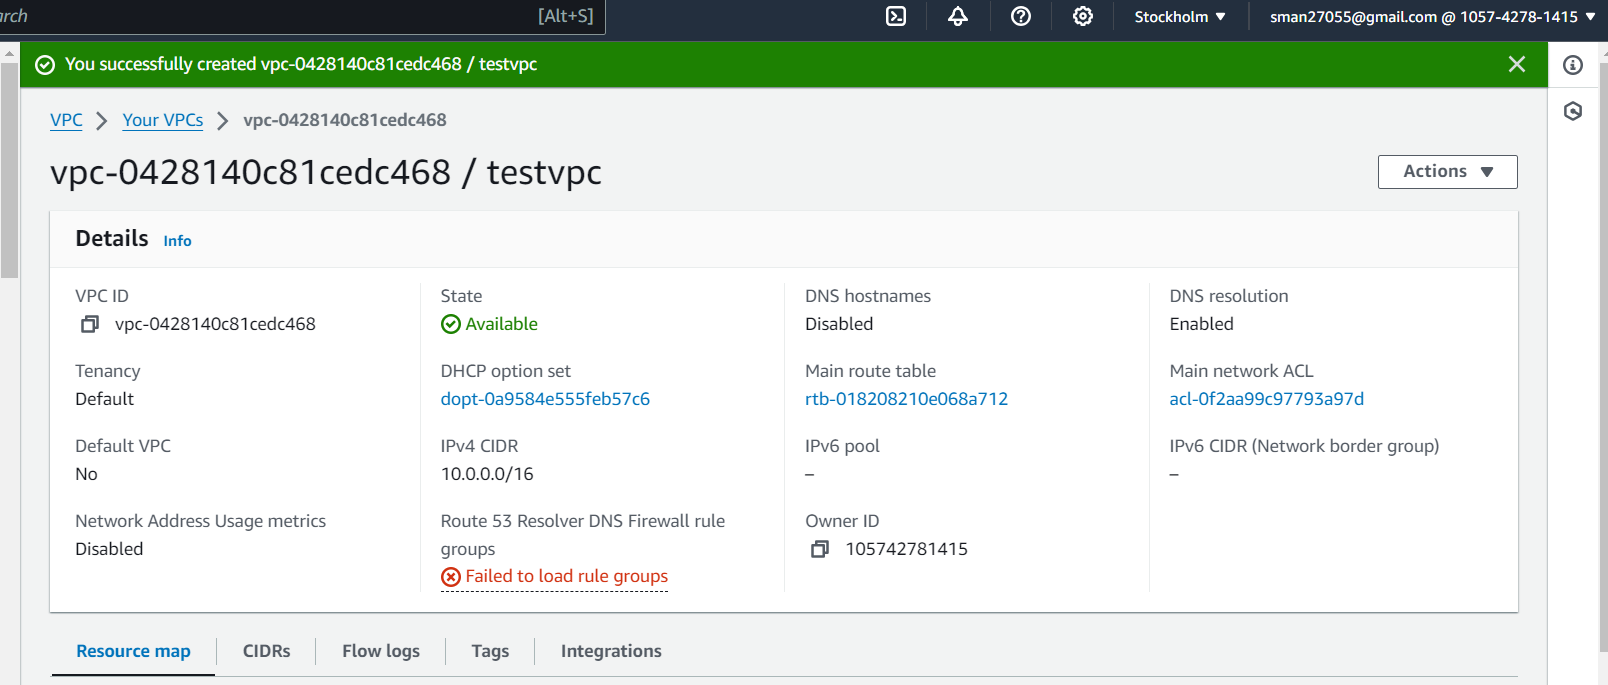 [Alt+S]
Stockholm
sman27055@gmail.com @ 1057-4278-1415
You successfully created vpc-0428140c81cedc468 / testvpc
VPC
Your VPCs
vpc-0428140c81cedc468
vpc-0428140c81cedc468 / testvpc
Actions
Details
Info
VPC ID
vpc-0428140c81cedc468
State
Available
DNS hostnames
Disabled
DNS resolution
Enabled
Tenancy
Default
DHCP option set
dopt-0a9584e555feb57c6
Main route table
rtb-018208210e068a712
Main network ACL
acl-0f2aa99c97793a97d
Default VPC
No
IPv4 CIDR
10.0.0.0/16
IPv6 pool
–
IPv6 CIDR (Network border group)
–
Network Address Usage metrics
Disabled
Route 53 Resolver DNS Firewall rule
groups
Failed to load rule groups
Owner ID
105742781415
Resource map
CIDRs
Flow logs
Tags
Integrations